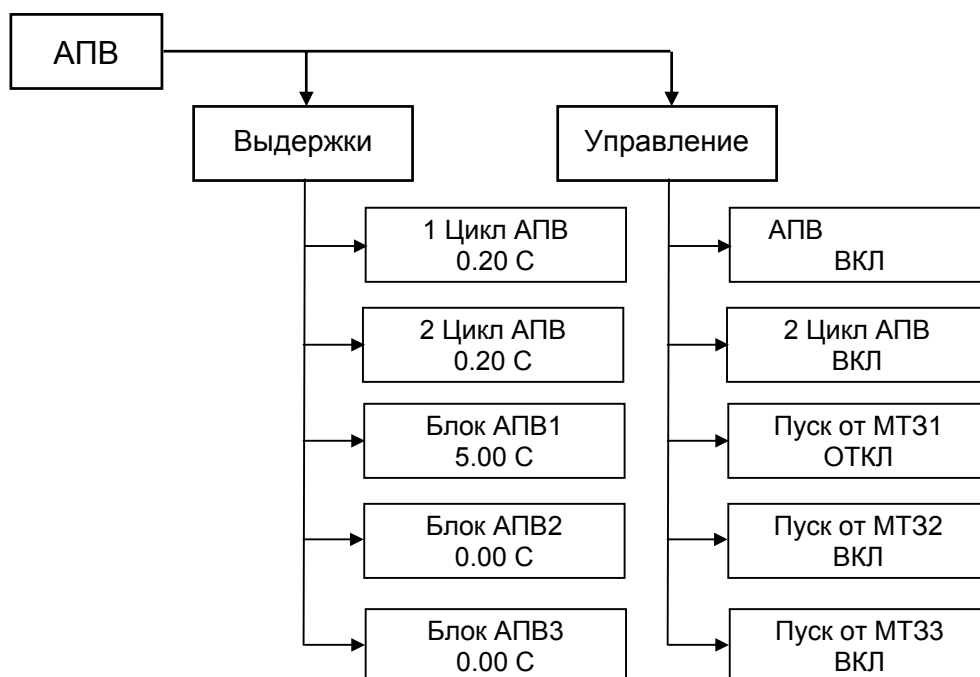 АПВ
Выдержки
Управление
1 Цикл АПВ
0.20 С
2 Цикл АПВ
0.20 С
Блок АПВ1
5.00 С
Блок АПВ2
0.00 С
Блок АПВ3
0.00 С
АПВ
ВКЛ
2 Цикл АПВ
ВКЛ
Пуск от МТЗ1
ОТКЛ
Пуск от МТЗ2
ВКЛ
Пуск от МТЗ3
ВКЛ